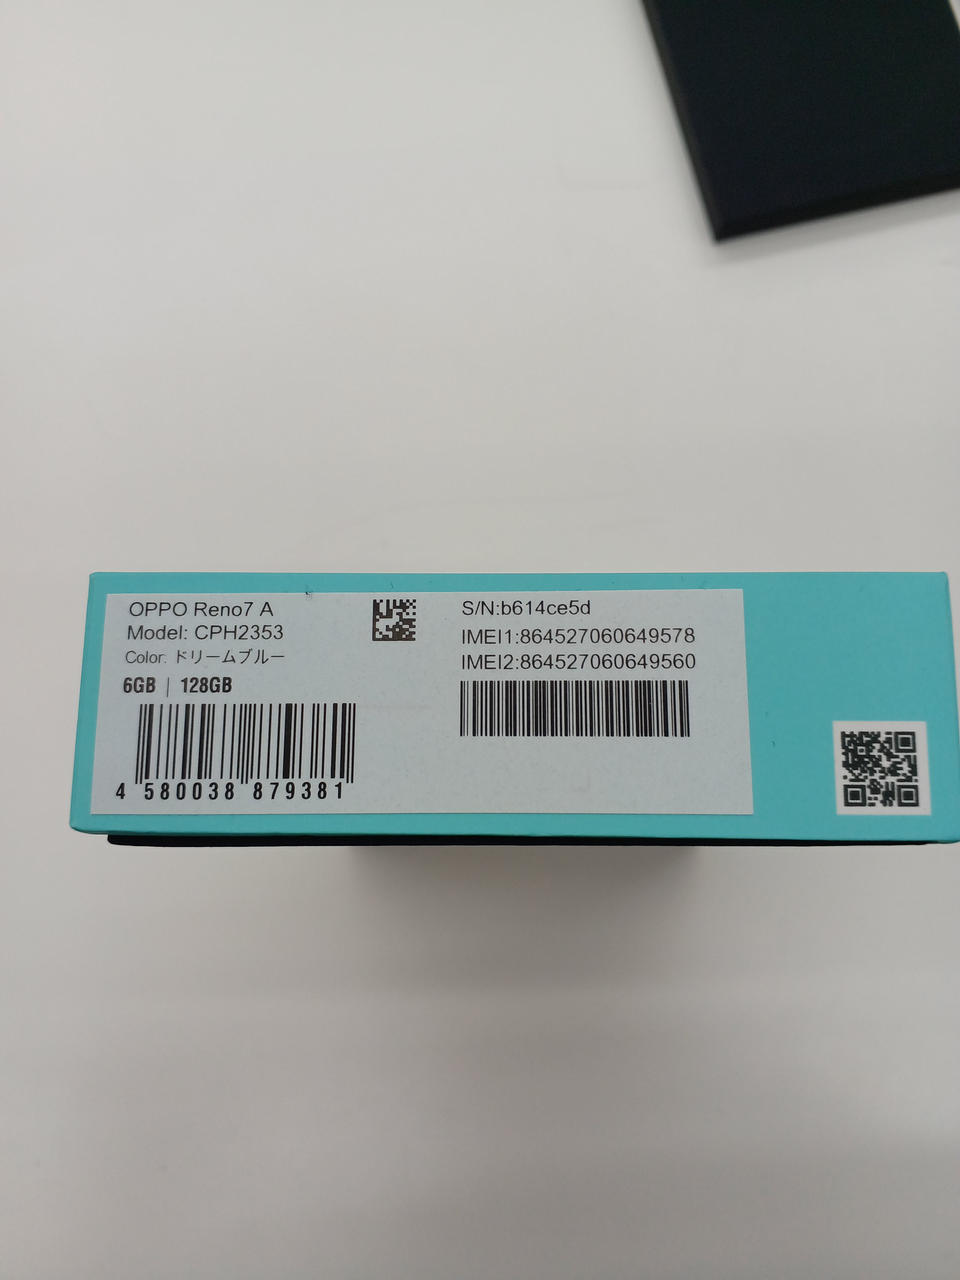 OPPO Reno7 A
Model: CPH2353
Color: ドリームブルー
6GB | 128GB
4 580038 879381
S/N:b614ce5d
IMEI1:864527060649578
IMEI2:864527060649560